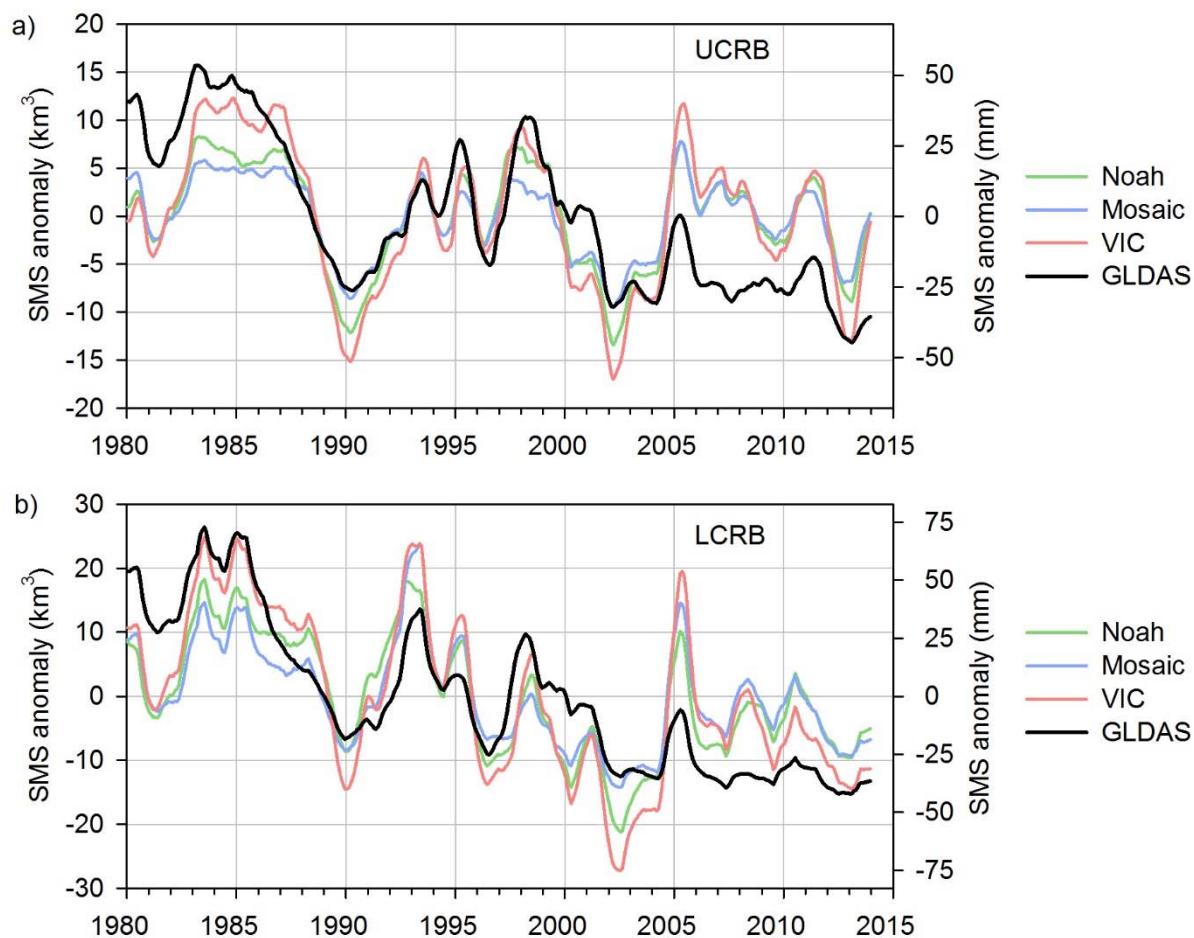 a)
UCRB
SMS anomaly (km³)
20
15
10
5
0
-5
-10
-15
-20
50
25
0
-25
-50
SMS anomaly (mm)
1980 1985 1990 1995 2000 2005 2010 2015
Noah
Mosaic
VIC
GLDAS
b)
LCRB
SMS anomaly (km³)
30
20
10
0
-10
-20
-30
75
50
25
0
-25
-50
-75
SMS anomaly (mm)
1980 1985 1990 1995 2000 2005 2010 2015
Noah
Mosaic
VIC
GLDAS